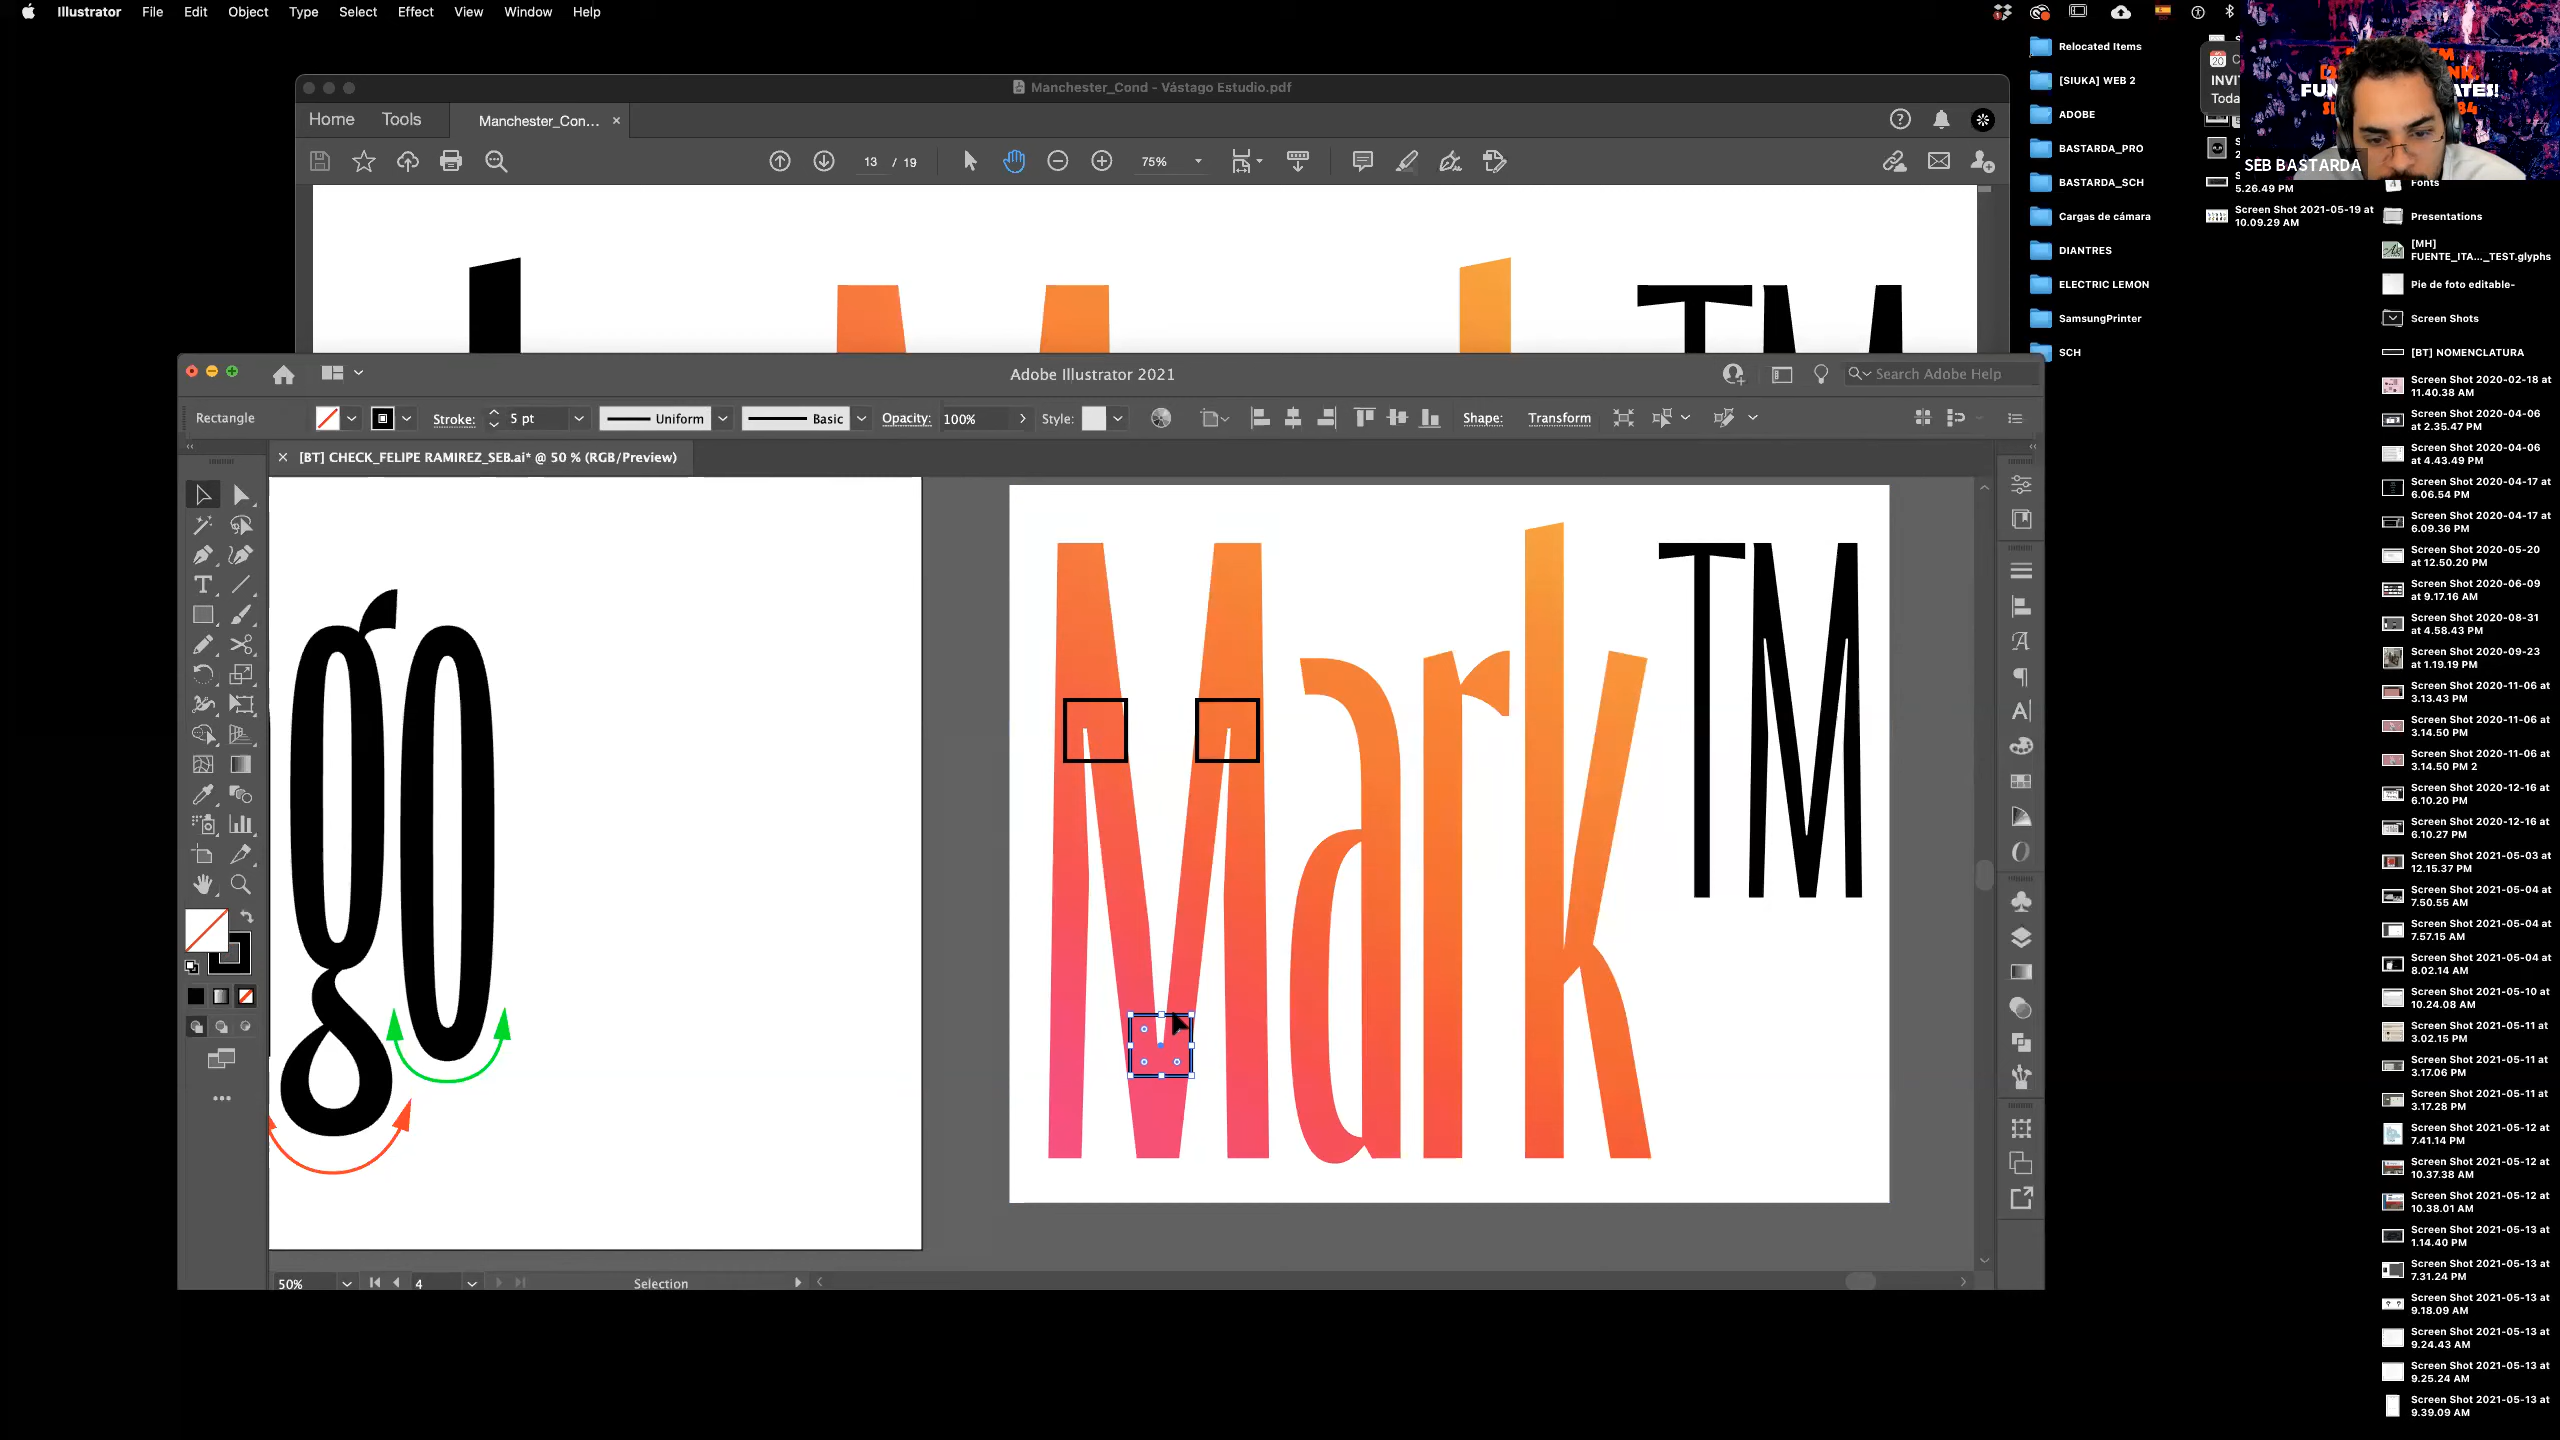 Illustrator File Edit Object Type Select Effect View Window Help
Manchester_Cond - Vástago Estudio.pdf
Home Tools Manchester_Con... ×
13 / 19 75%
TM
Adobe Illustrator 2021
Search Adobe Help
Rectangle Stroke: 5 pt Uniform Basic Opacity: 100% Style: Shape: Transform
× [BT] CHECK_FELIPE RAMIREZ_SEB.ai* @ 50 % (RGB/Preview)
go
MarkTM
50% 4 Selection
Relocated Items
[SIUKA] WEB 2
ADOBE
BASTARDA_PRO
BASTARDA_SCH
Cargas de cámara
DIANTRES
ELECTRIC LEMON
SamsungPrinter
SCH
20
INVI
Toda
SEB BASTARDA
5.26.49 PM
Screen Shot 2021-05-19 at
10.09.29 AM
Fonts
Presentations
[MH]
FUENTE_ITA..._TEST.glyphs
Pie de foto editable-
Screen Shots
[BT] NOMENCLATURA
Screen Shot 2020-02-18 at
11.40.38 AM
Screen Shot 2020-04-06
at 2.35.47 PM
Screen Shot 2020-04-06
at 4.43.49 PM
Screen Shot 2020-04-17 at
6.06.54 PM
Screen Shot 2020-04-17 at
6.09.36 PM
Screen Shot 2020-05-20
at 12.50.20 PM
Screen Shot 2020-06-09
at 9.17.16 AM
Screen Shot 2020-08-31
at 4.58.43 PM
Screen Shot 2020-09-23
at 1.19.19 PM
Screen Shot 2020-11-06 at
3.13.43 PM
Screen Shot 2020-11-06 at
3.14.50 PM
Screen Shot 2020-11-06 at
3.14.50 PM 2
Screen Shot 2020-12-16 at
6.10.20 PM
Screen Shot 2020-12-16 at
6.10.27 PM
Screen Shot 2021-05-03 at
12.15.37 PM
Screen Shot 2021-05-04 at
7.50.55 AM
Screen Shot 2021-05-04 at
7.57.15 AM
Screen Shot 2021-05-04 at
8.02.14 AM
Screen Shot 2021-05-10 at
10.24.08 AM
Screen Shot 2021-05-11 at
3.02.15 PM
Screen Shot 2021-05-11 at
3.17.06 PM
Screen Shot 2021-05-11 at
3.17.28 PM
Screen Shot 2021-05-12 at
7.41.14 PM
Screen Shot 2021-05-12 at
10.37.38 AM
Screen Shot 2021-05-12 at
10.38.01 AM
Screen Shot 2021-05-13 at
1.14.40 PM
Screen Shot 2021-05-13 at
7.31.24 PM
Screen Shot 2021-05-13 at
9.18.09 AM
Screen Shot 2021-05-13 at
9.24.43 AM
Screen Shot 2021-05-13 at
9.25.24 AM
Screen Shot 2021-05-13 at
9.39.09 AM